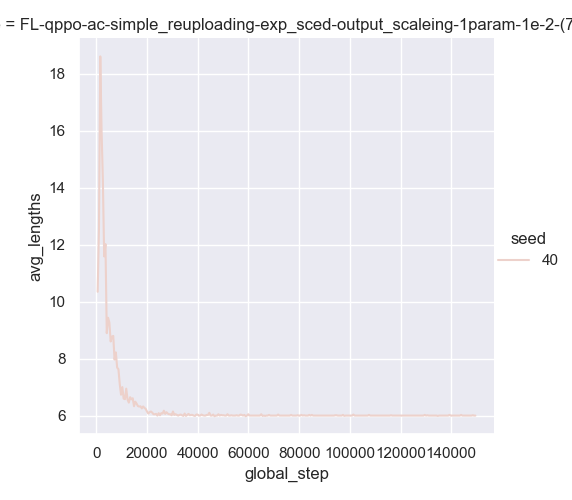 = FL-qppo-ac-simple_reuploading-exp_sced-output_scaleing-1param-1e-2-(7
18
16
14
12
10
8
6
avg_lengths
seed
40
0 20000 40000 60000 80000 100000 120000 140000
global_step